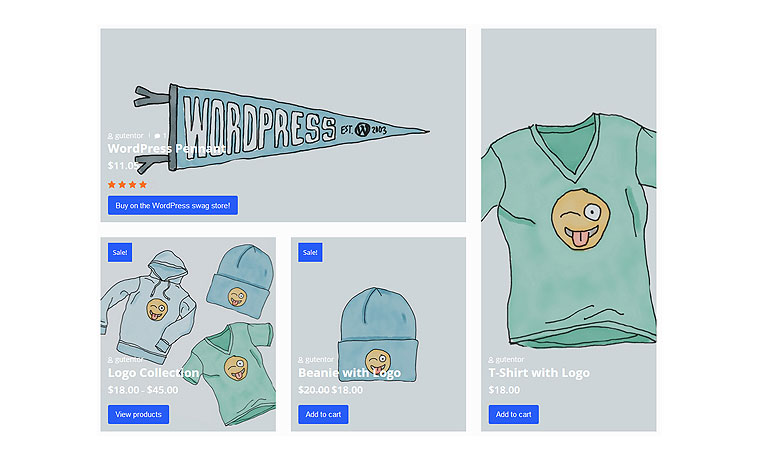 WORDPRESS EST. W 2003
gutentor | 1
WordPress Pennant
$11.05
Buy on the WordPress swag store!
Sale!
gutentor
Logo Collection
$18.00 - $45.00
View products
Sale!
gutentor
Beanie with Logo
$20.00 $18.00
Add to cart
gutentor
T-Shirt with Logo
$18.00
Add to cart